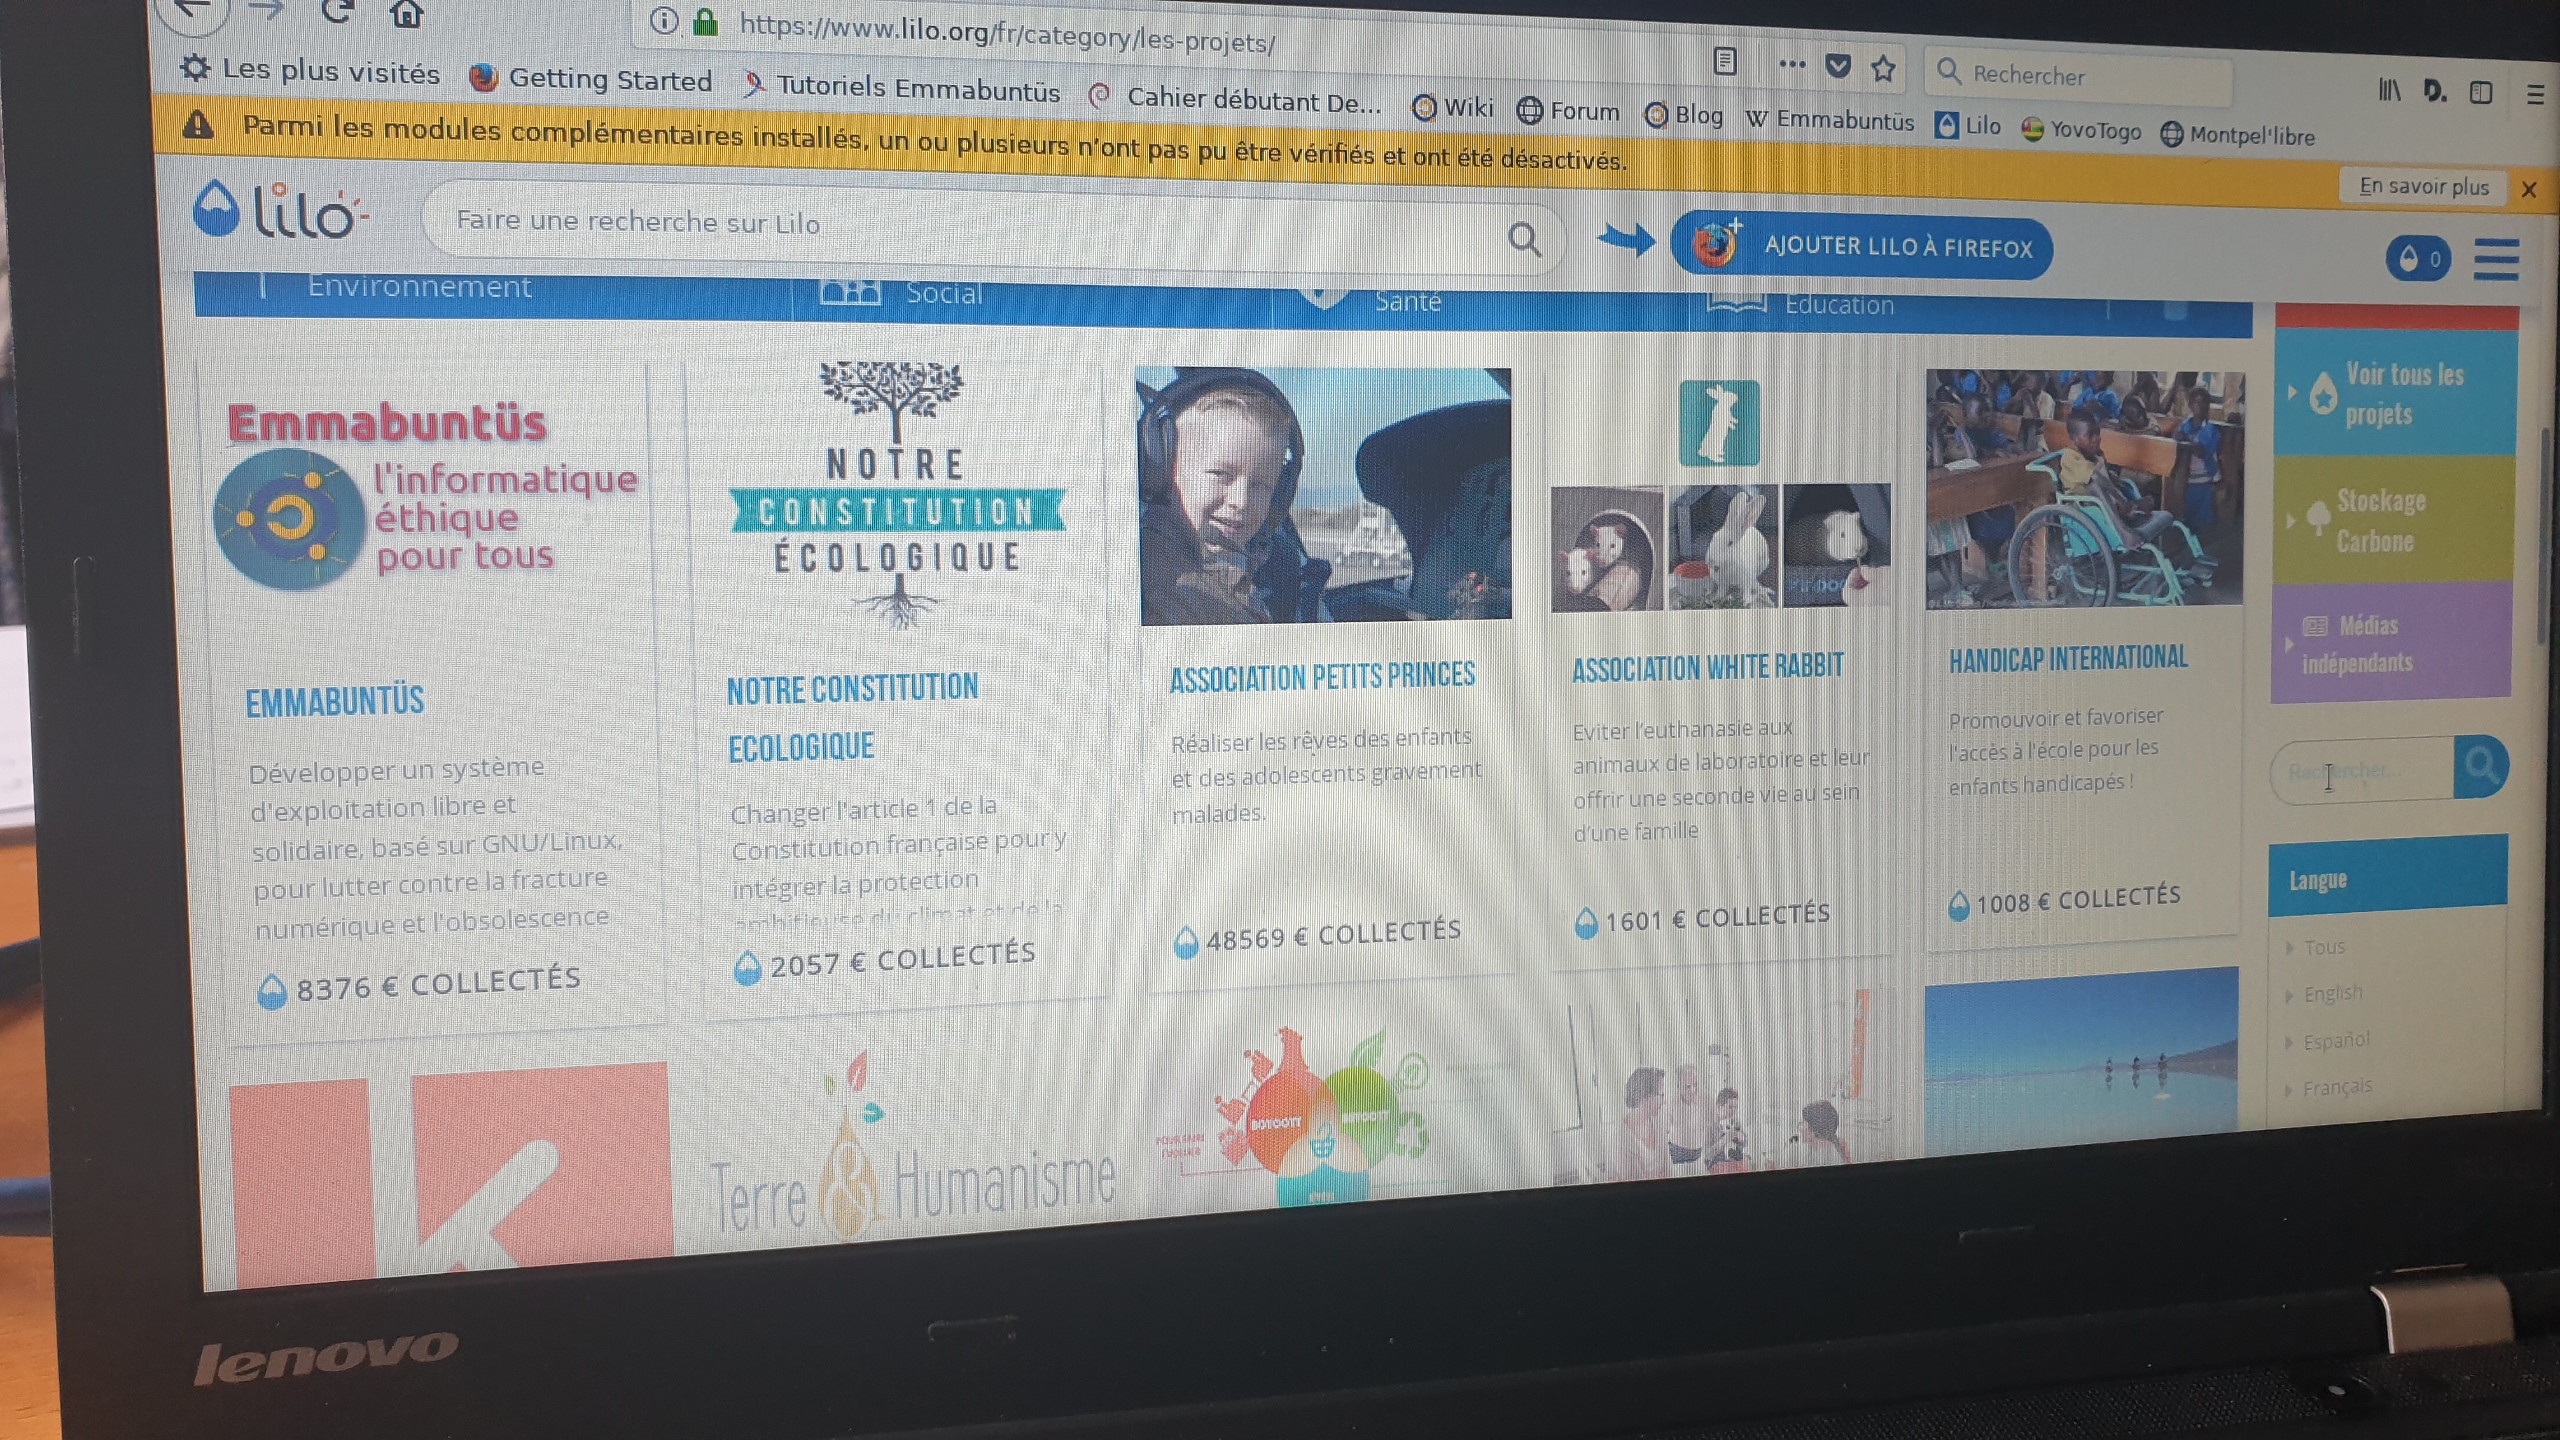 https://www.lilo.org/fr/category/les-projets/
Rechercher
Les plus visités
Getting Started
Tutoriels Emmabuntüs
Cahier débutant De...
Wiki
Forum
Blog
W Emmabuntüs
Lilo
YovoTogo
Montpel'libre
Parmi les modules complémentaires installés, un ou plusieurs n'ont pas pu être vérifiés et ont été désactivés.
En savoir plus
lilo
Faire une recherche sur Lilo
AJOUTER LILO À FIREFOX
0
Environnement
Social
Santé
Education
Emmabuntüs
l'informatique
éthique
pour tous
EMMABUNTÜS
Développer un système
d'exploitation libre et
solidaire, basé sur GNU/Linux,
pour lutter contre la fracture
numérique et l'obsolescence
8376 € COLLECTÉS
NOTRE
CONSTITUTION
ÉCOLOGIQUE
NOTRE CONSTITUTION
ECOLOGIQUE
Changer l'article 1 de la
Constitution française pour y
intégrer la protection
ambitieuse du climat et de la
2057 € COLLECTÉS
ASSOCIATION PETITS PRINCES
Réaliser les rêves des enfants
et des adolescents gravement
malades.
48569 € COLLECTÉS
ASSOCIATION WHITE RABBIT
Eviter l'euthanasie aux
animaux de laboratoire et leur
offrir une seconde vie au sein
d'une famille
1601 € COLLECTÉS
HANDICAP INTERNATIONAL
Promouvoir et favoriser
l'accès à l'école pour les
enfants handicapés !
1008 € COLLECTÉS
Voir tous les
projets
Stockage
Carbone
Médias
indépendants
Rechercher...
Langue
Tous
English
Español
Français
K
Terre & Humanisme
BOYCOTT
lenovo